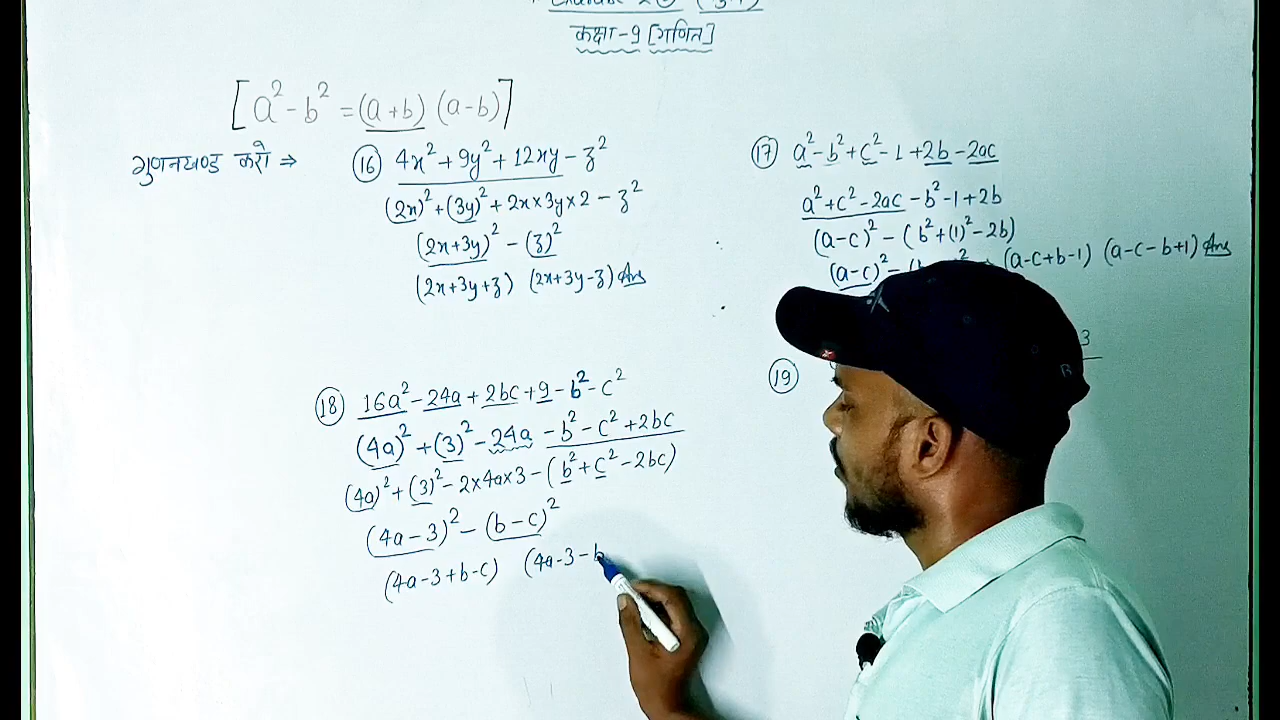 कक्षा-9 [गणित]
[a²-b² = (a+b) (a-b)]
गुणनखण्ड करो ⇒
(16) 4x²+9y²+12xy-z²
(2x)²+(3y)²+2x×3y×2-z²
(2x+3y)²-(z)²
(2x+3y+z) (2x+3y-z) Ans
(17) a²-b²+c²-1+2b-2ac
a²+c²-2ac-b²-1+2b
(a-c)²-(b²+(1)²-2b)
(a-c)²- (a-c+b-1) (a-c-b+1) Ans
(18) 16a²-24a+2bc+9-b²-c²
(4a)²+(3)²-24a-b²-c²+2bc
(4a)²+(3)²-2×4a×3-(b²+c²-2bc)
(4a-3)²-(b-c)²
(4a-3+b-c) (4a-3-b
(19)
3